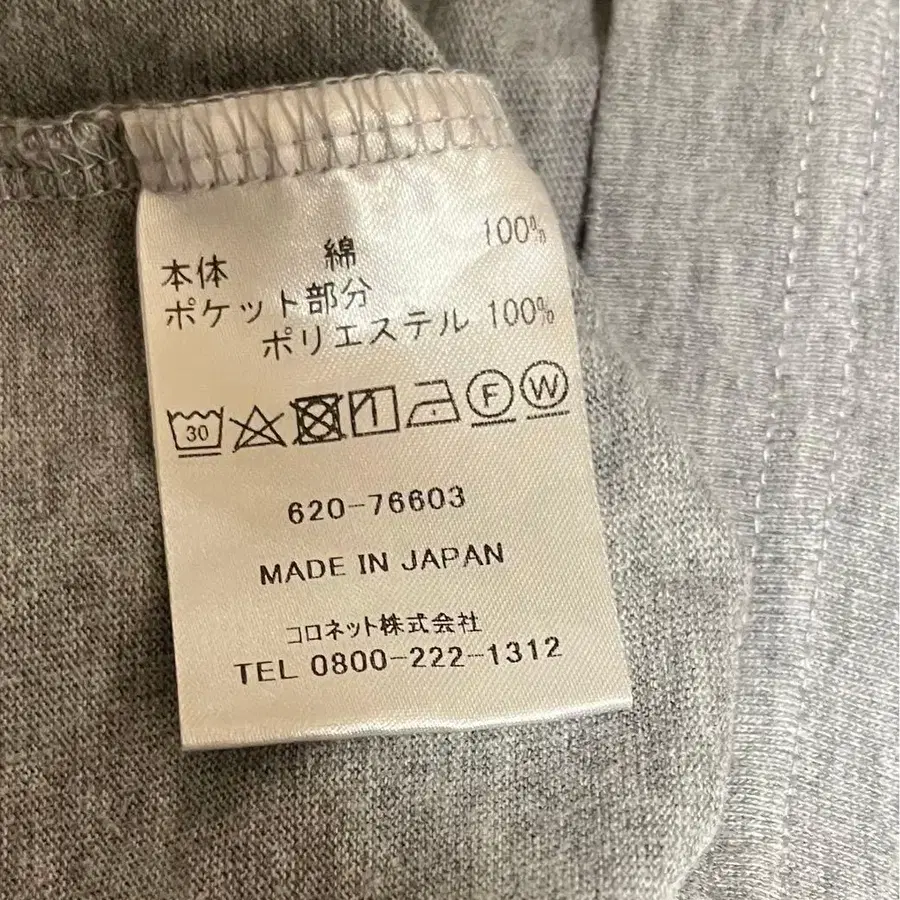 本体 綿 100%
ポケット部分
ポリエステル 100%
30 F W
620-76603
MADE IN JAPAN
コロネット株式会社
TEL 0800-222-1312